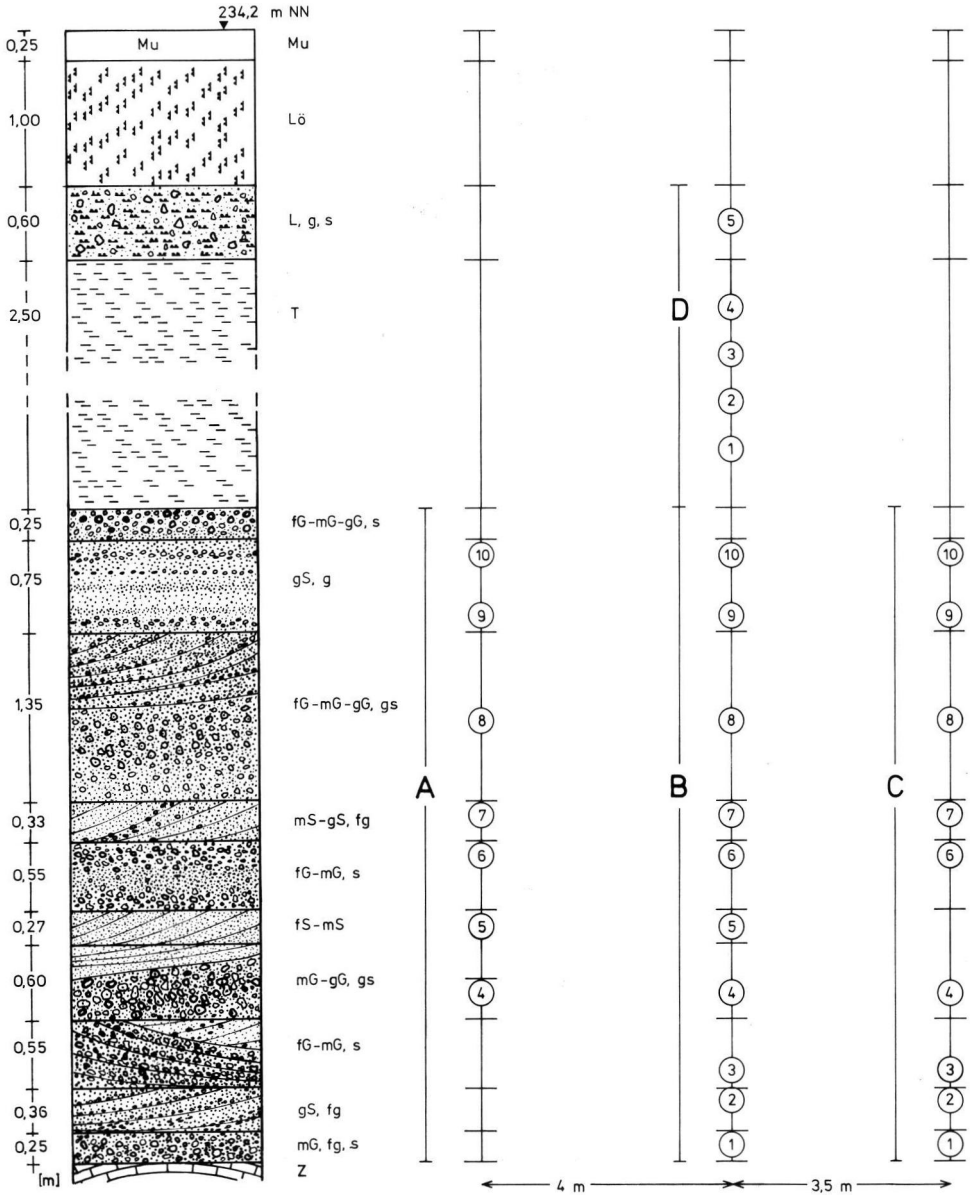 234,2 m NN
0,25 Mu Mu
1,00 Lö
0,60 L, g, s
5
2,50 T
D
4
3
2
1
0,25 fG-mG-gG, s
0,75 gS, g
10 10 10
9 9 9
1,35 fG-mG-gG, gs
8 8 8
A B C
0,33 mS-gS, fg
7 7 7
0,55 fG-mG, s
6 6 6
0,27 fS-mS
5 5
0,60 mG-gG, gs
4 4 4
0,55 fG-mG, s
3 3
0,36 gS, fg
2 2
0,25 mG, fg, s
1 1
[m] Z
4 m 3,5 m